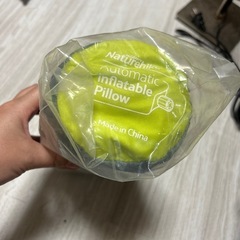 Naturehike
Automatic
Inflatable
Pillow
Made in China